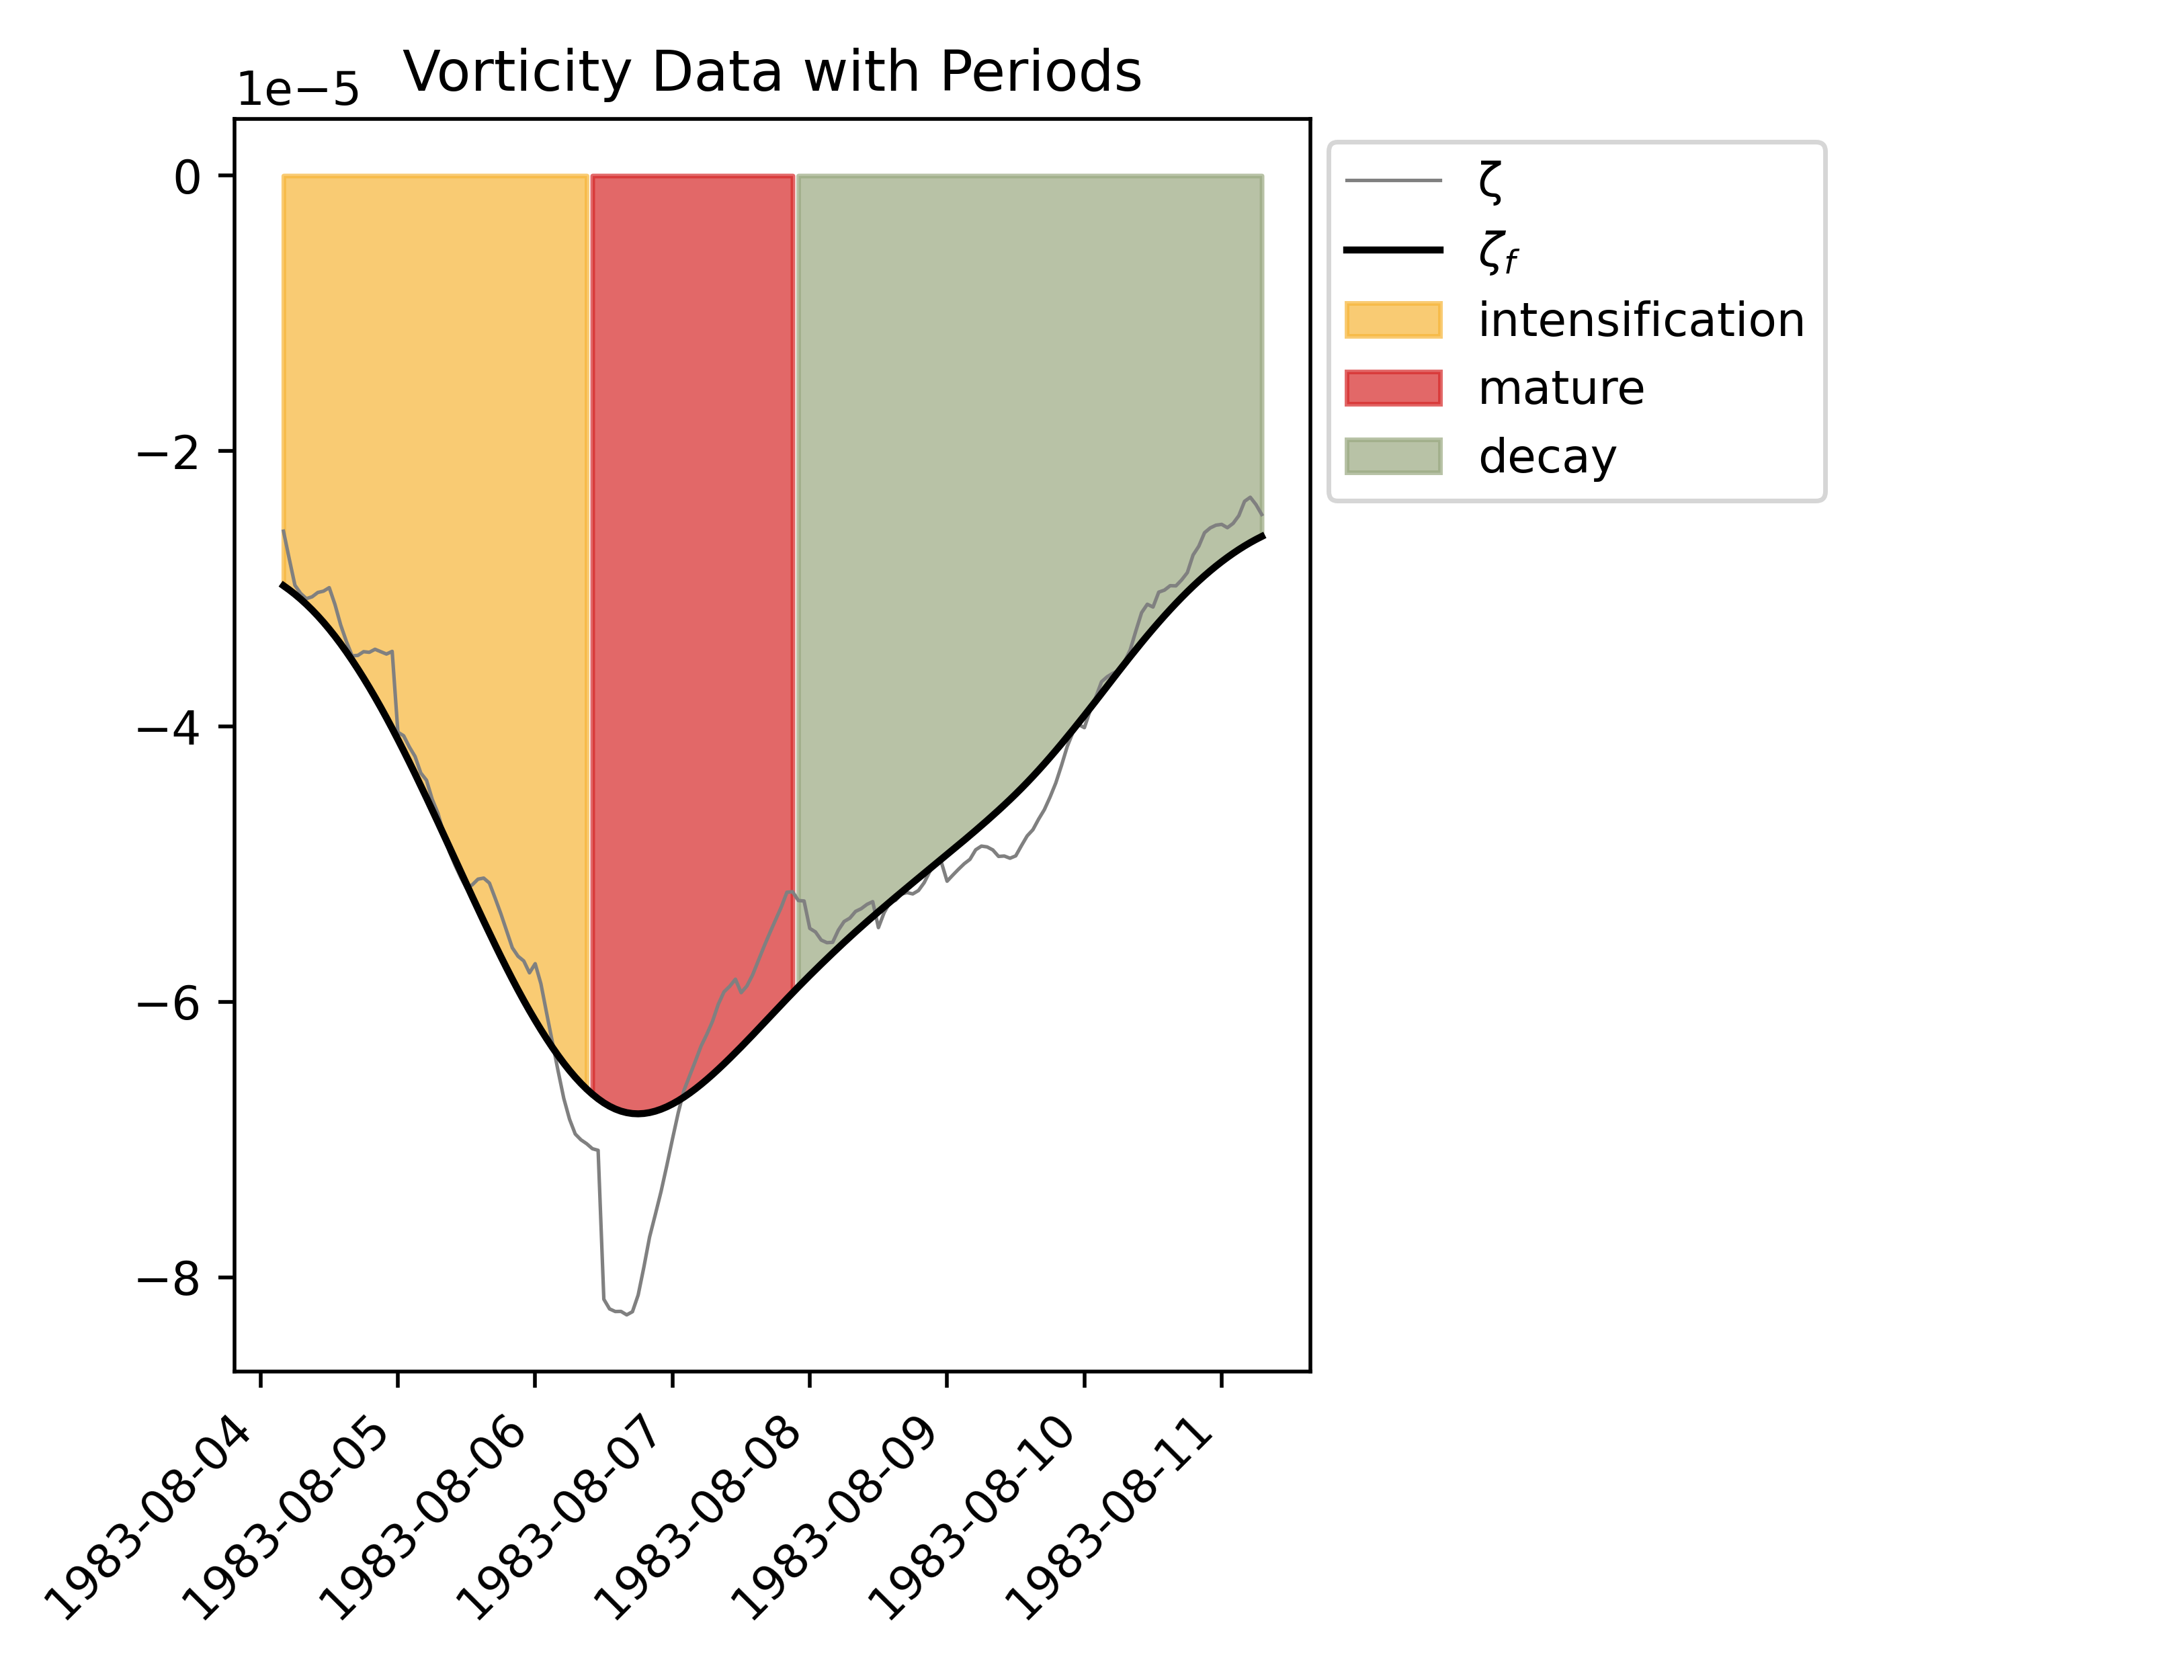 Vorticity Data with Periods
1e−5
0
−2
−4
−6
−8
1983-08-04
1983-08-05
1983-08-06
1983-08-07
1983-08-08
1983-08-09
1983-08-10
1983-08-11
ζ
ζf
intensification
mature
decay